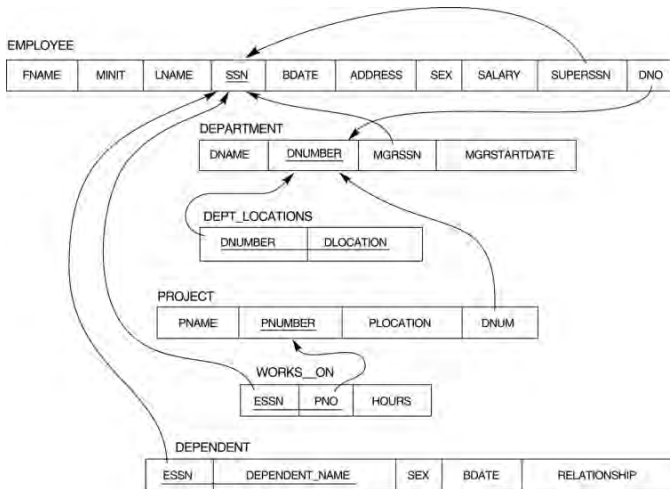 EMPLOYEE
FNAME MINIT LNAME SSN BDATE ADDRESS SEX SALARY SUPERSSN DNO
DEPARTMENT
DNAME DNUMBER MGRSSN MGRSTARTDATE
DEPT_LOCATIONS
DNUMBER DLOCATION
PROJECT
PNAME PNUMBER PLOCATION DNUM
WORKS__ON
ESSN PNO HOURS
DEPENDENT
ESSN DEPENDENT_NAME SEX BDATE RELATIONSHIP